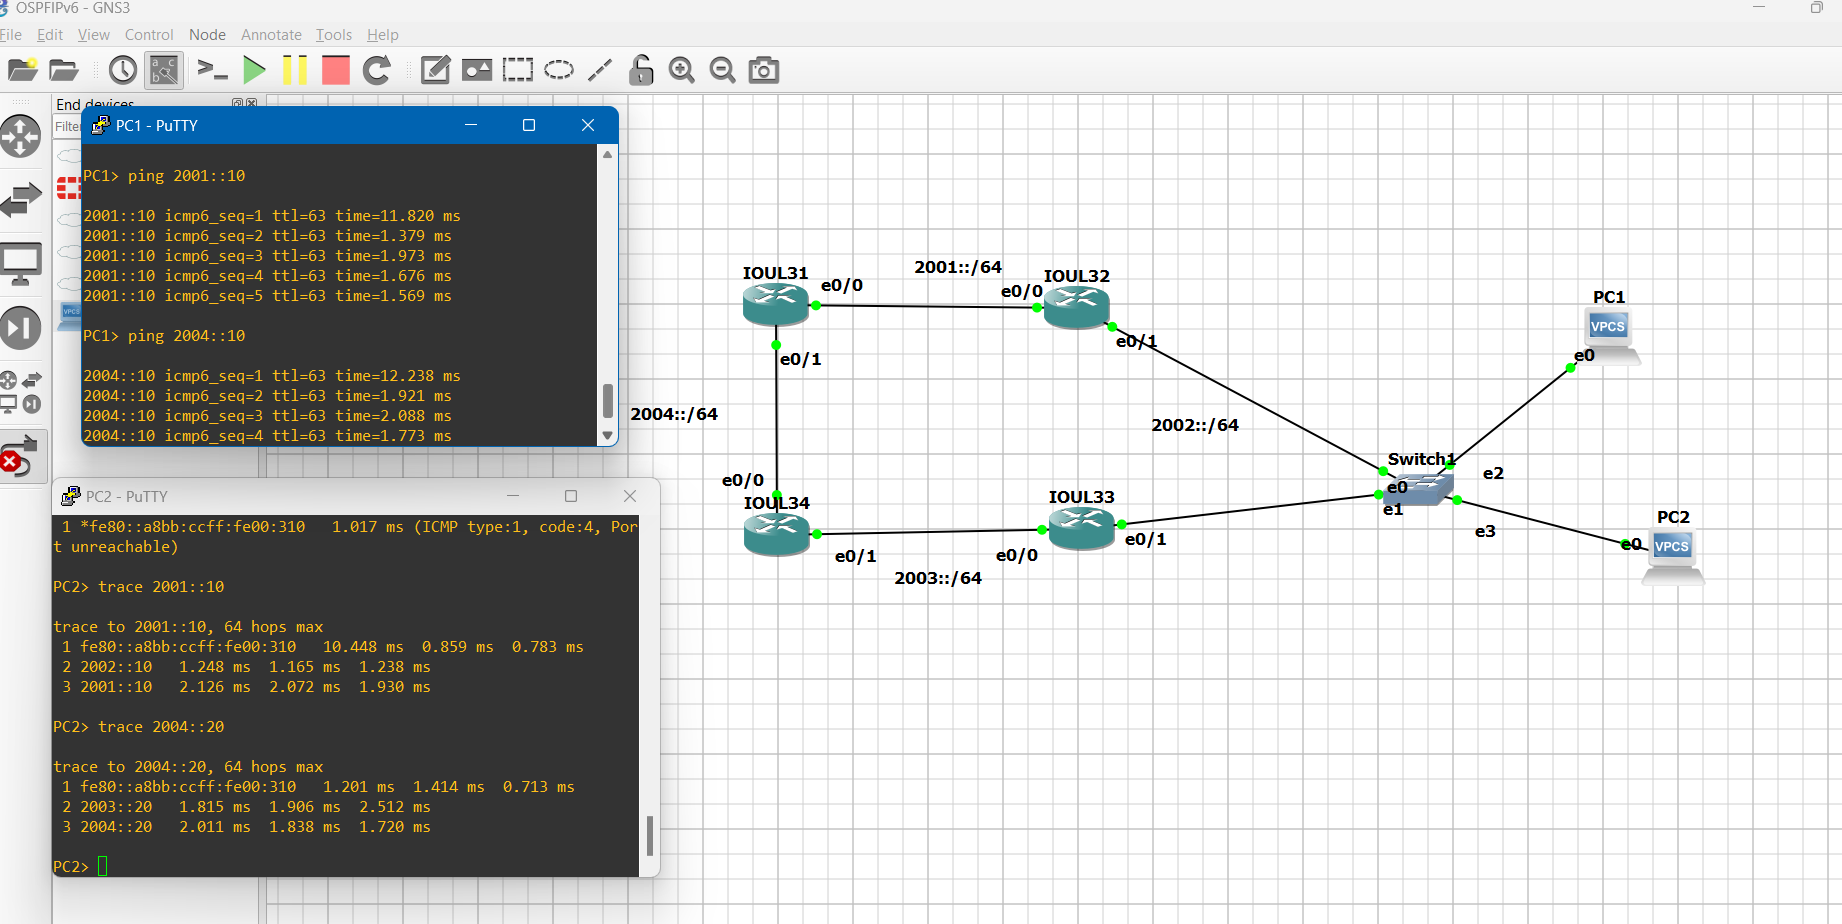 OSPFIPv6 - GNS3
File Edit View Control Node Annotate Tools Help
End devices
Filter
PC1 - PuTTY
PC1> ping 2001::10
2001::10 icmp6_seq=1 ttl=63 time=11.820 ms
2001::10 icmp6_seq=2 ttl=63 time=1.379 ms
2001::10 icmp6_seq=3 ttl=63 time=1.973 ms
2001::10 icmp6_seq=4 ttl=63 time=1.676 ms
2001::10 icmp6_seq=5 ttl=63 time=1.569 ms
PC1> ping 2004::10
2004::10 icmp6_seq=1 ttl=63 time=12.238 ms
2004::10 icmp6_seq=2 ttl=63 time=1.921 ms
2004::10 icmp6_seq=3 ttl=63 time=2.088 ms
2004::10 icmp6_seq=4 ttl=63 time=1.773 ms
VPCS
PC2 - PuTTY
1 *fe80::a8bb:ccff:fe00:310 1.017 ms (ICMP type:1, code:4, Por
t unreachable)
PC2> trace 2001::10
trace to 2001::10, 64 hops max
1 fe80::a8bb:ccff:fe00:310 10.448 ms 0.859 ms 0.783 ms
2 2002::10 1.248 ms 1.165 ms 1.238 ms
3 2001::10 2.126 ms 2.072 ms 1.930 ms
PC2> trace 2004::20
trace to 2004::20, 64 hops max
1 fe80::a8bb:ccff:fe00:310 1.201 ms 1.414 ms 0.713 ms
2 2003::20 1.815 ms 1.906 ms 2.512 ms
3 2004::20 2.011 ms 1.838 ms 1.720 ms
PC2>
IOUL31
e0/0
2001::/64
e0/0
IOUL32
e0/1
e0/1
2004::/64
2002::/64
PC1
VPCS
e0
Switch1
e0
e1
e2
e3
e0/0
IOUL34
e0/1
2003::/64
e0/0
IOUL33
e0/1
PC2
e0
VPCS